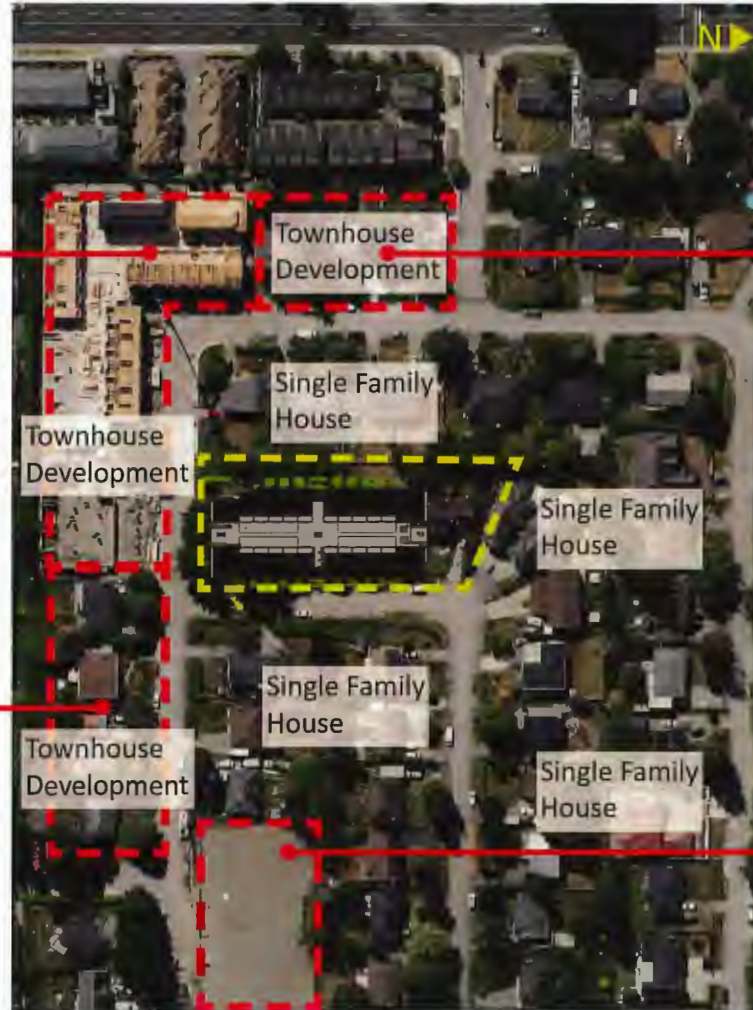 N
Townhouse
Development
Single Family
House
Townhouse
Development
Single Family
House
Single Family
House
Townhouse
Development
Single Family
House